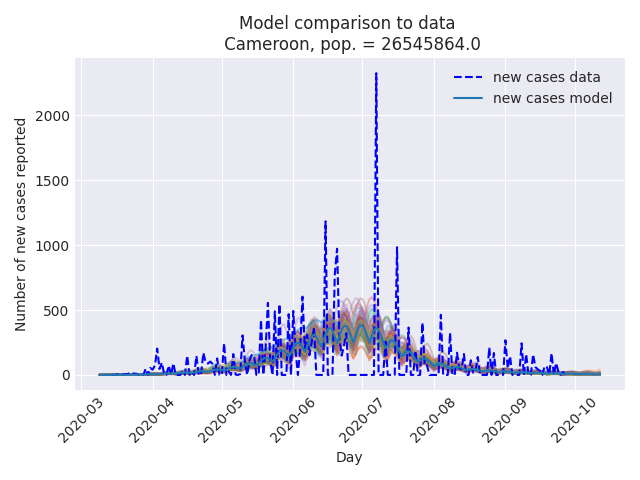 Model comparison to data
Cameroon, pop. = 26545864.0
new cases data
new cases model
Number of new cases reported
2000
1500
1000
500
0
2020-03
2020-04
2020-05
2020-06
2020-07
2020-08
2020-09
2020-10
Day